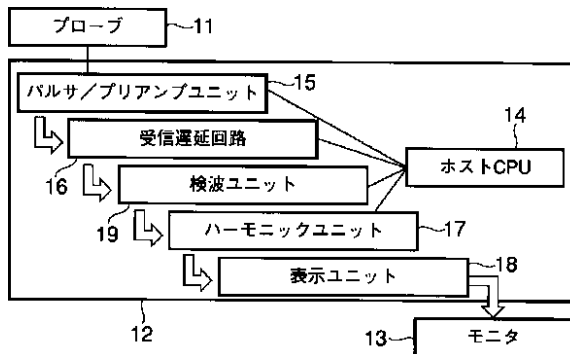 プローブ
11
パルサ／プリアンプユニット
15
受信遅延回路
14
16
ホストCPU
検波ユニット
19
ハーモニックユニット
17
表示ユニット
18
12
13
モニタ